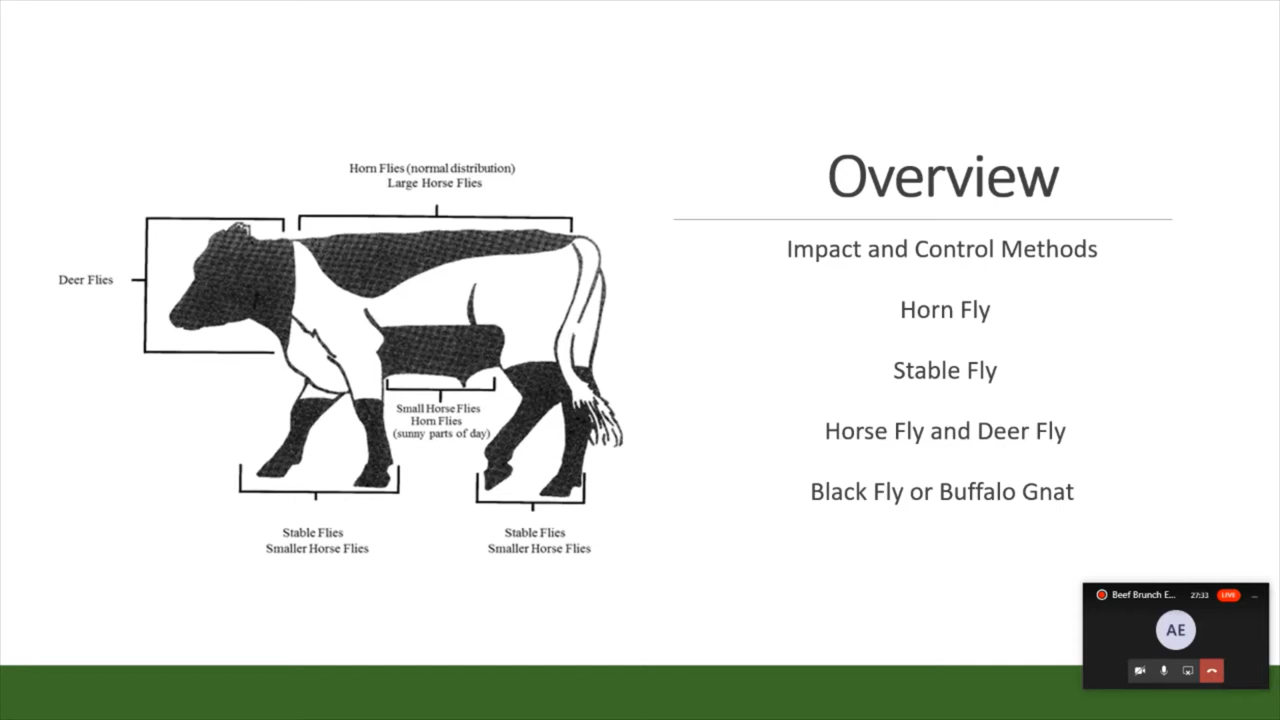 Overview
Impact and Control Methods
Horn Fly
Stable Fly
Horse Fly and Deer Fly
Black Fly or Buffalo Gnat
Horn Flies (normal distribution)
Large Horse Flies
Deer Flies
Small Horse Flies
Horn Flies
(sunny parts of day)
Stable Flies
Smaller Horse Flies
Stable Flies
Smaller Horse Flies
Beef Brunch E... 27:33 LIVE ...
AE